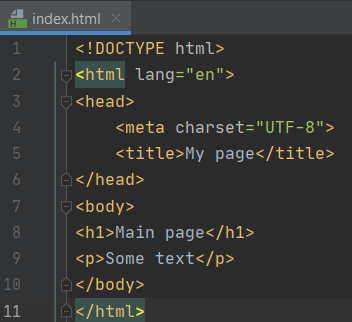 index.html
1 <!DOCTYPE html>
2 <html lang="en">
3 <head>
4     <meta charset="UTF-8">
5     <title>My page</title>
6 </head>
7 <body>
8 <h1>Main page</h1>
9 <p>Some text</p>
10 </body>
11 </html>